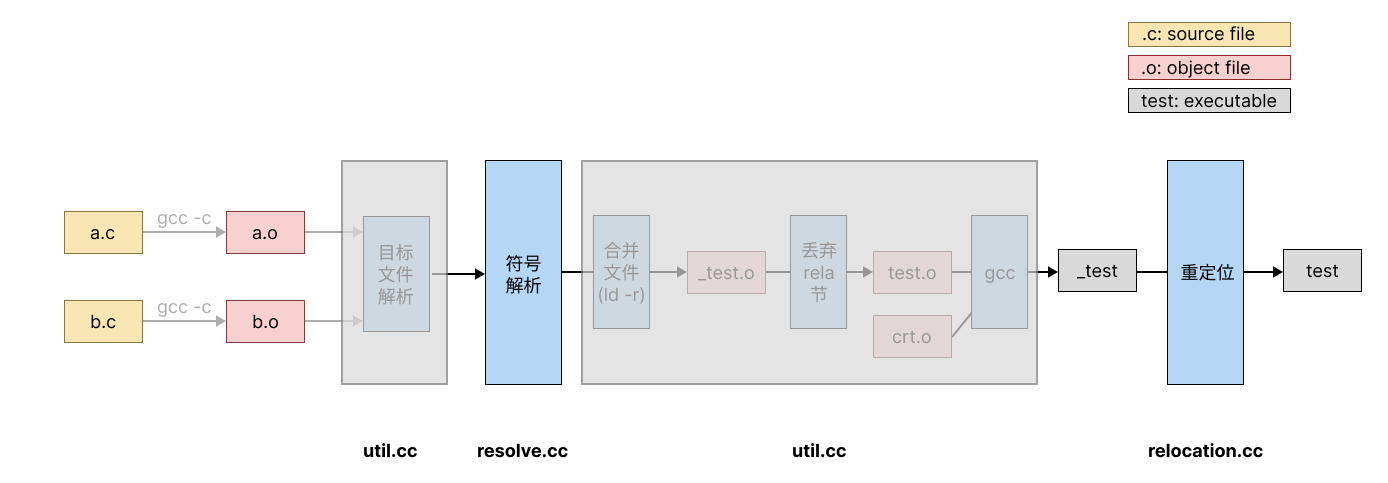 .c: source file
.o: object file
test: executable
a.c
gcc -c
a.o
b.c
gcc -c
b.o
目标
文件
解析
符号
解析
合并
文件
(ld -r)
_test.o
丢弃
rela
节
test.o
crt.o
gcc
_test
重定位
test
util.cc
resolve.cc
util.cc
relocation.cc